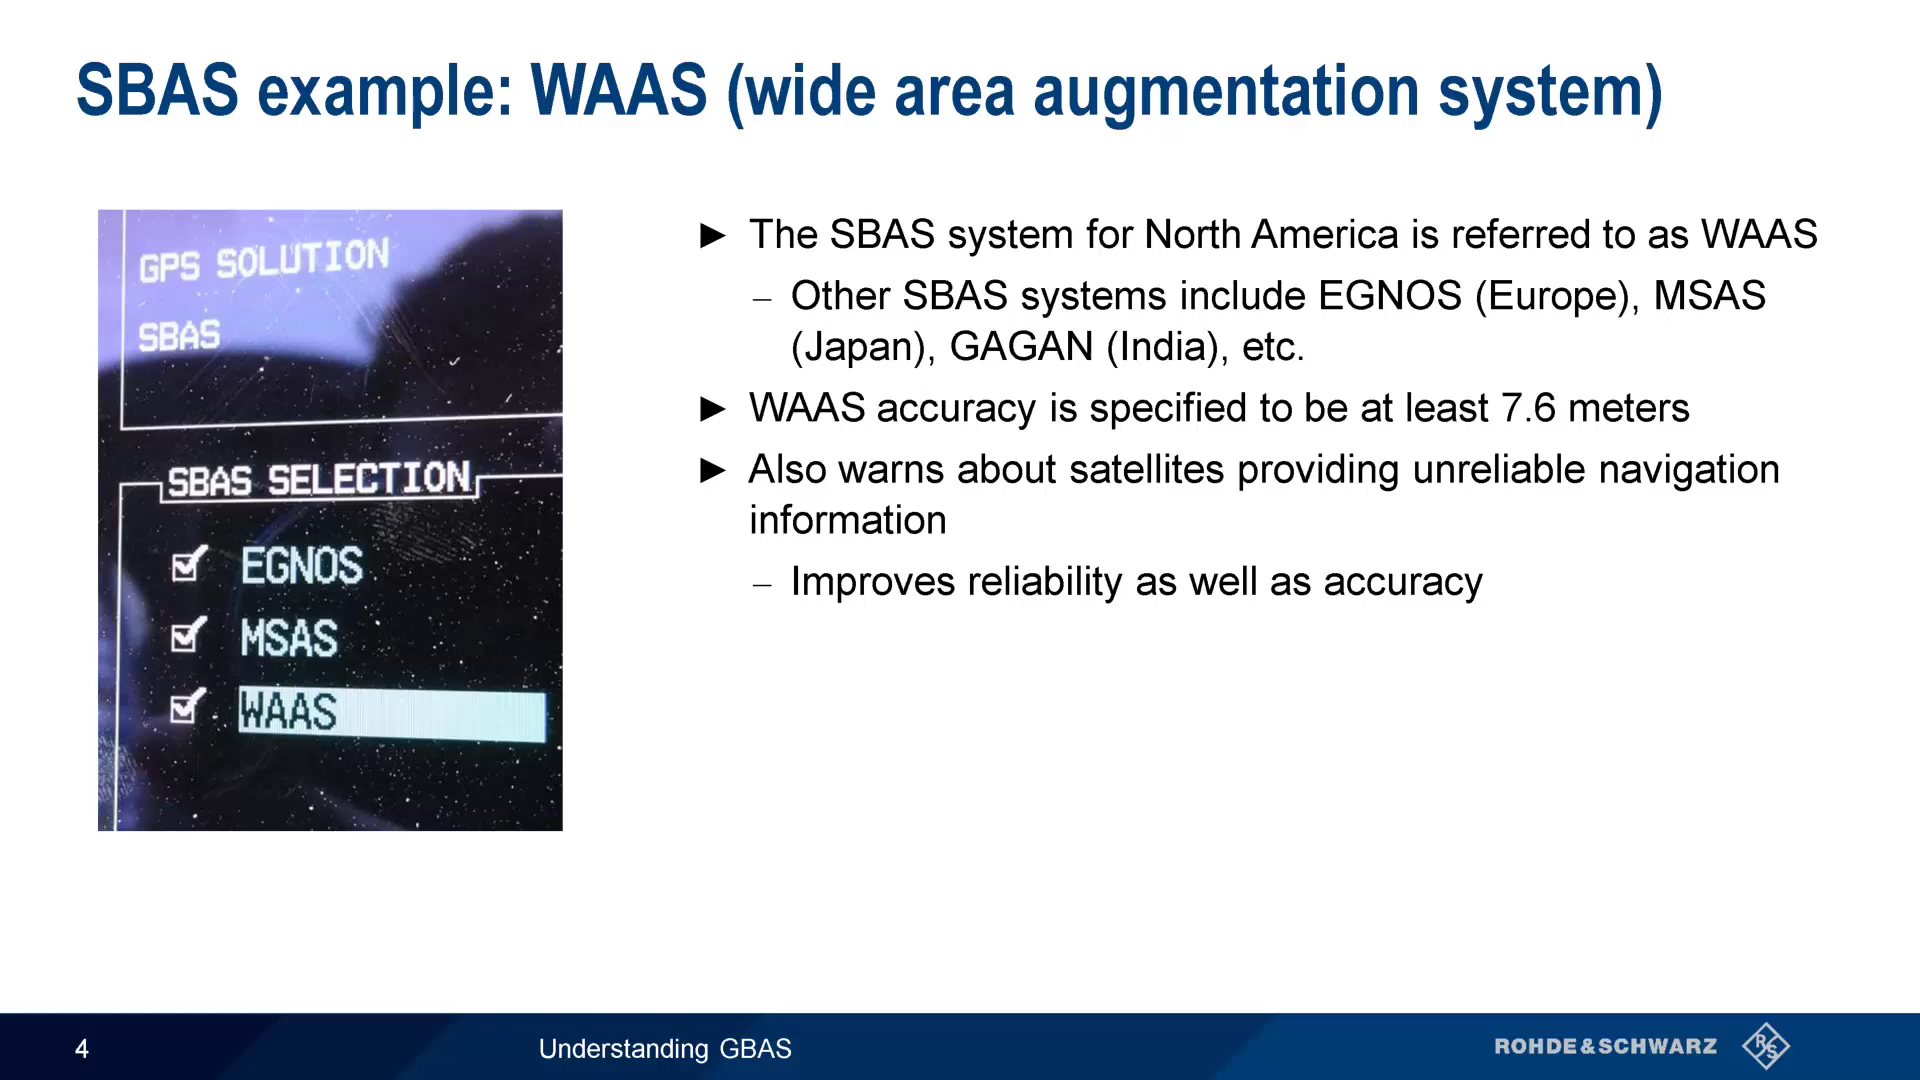 SBAS example: WAAS (wide area augmentation system)
GPS SOLUTION
SBAS
SBAS SELECTION
EGNOS
MSAS
WAAS
► The SBAS system for North America is referred to as WAAS
– Other SBAS systems include EGNOS (Europe), MSAS
(Japan), GAGAN (India), etc.
► WAAS accuracy is specified to be at least 7.6 meters
► Also warns about satellites providing unreliable navigation
information
– Improves reliability as well as accuracy
4
Understanding GBAS
ROHDE & SCHWARZ
RS